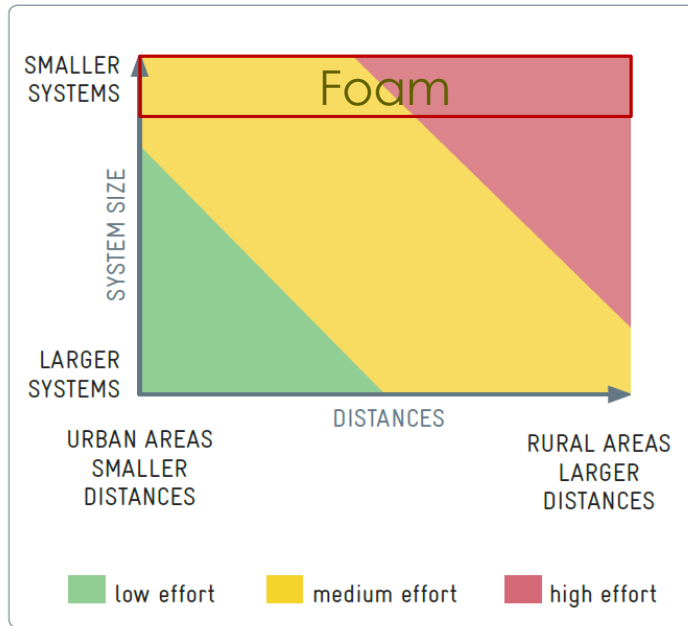 SMALLER
SYSTEMS
Foam
SYSTEM SIZE
LARGER
SYSTEMS
DISTANCES
URBAN AREAS
SMALLER
DISTANCES
RURAL AREAS
LARGER
DISTANCES
low effort
medium effort
high effort